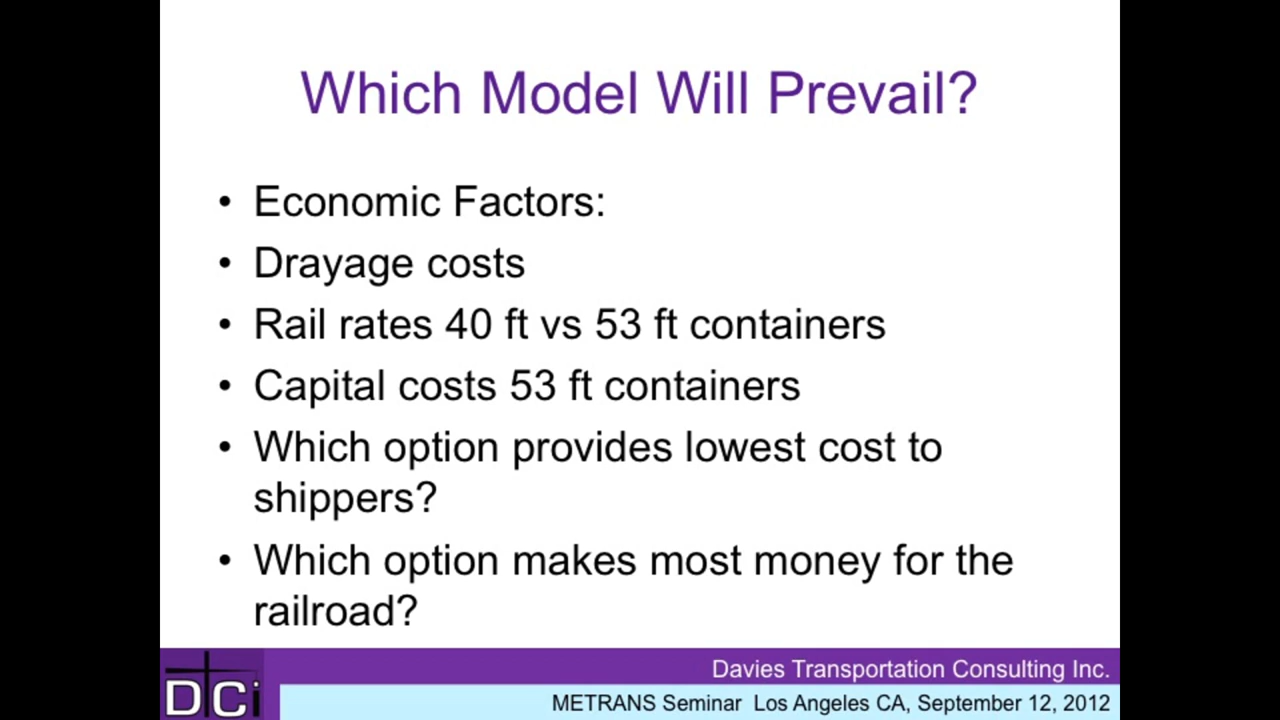 Which Model Will Prevail?
• Economic Factors:
• Drayage costs
• Rail rates 40 ft vs 53 ft containers
• Capital costs 53 ft containers
• Which option provides lowest cost to
shippers?
• Which option makes most money for the
railroad?
Davies Transportation Consulting Inc.
DTCi
METRANS Seminar Los Angeles CA, September 12, 2012